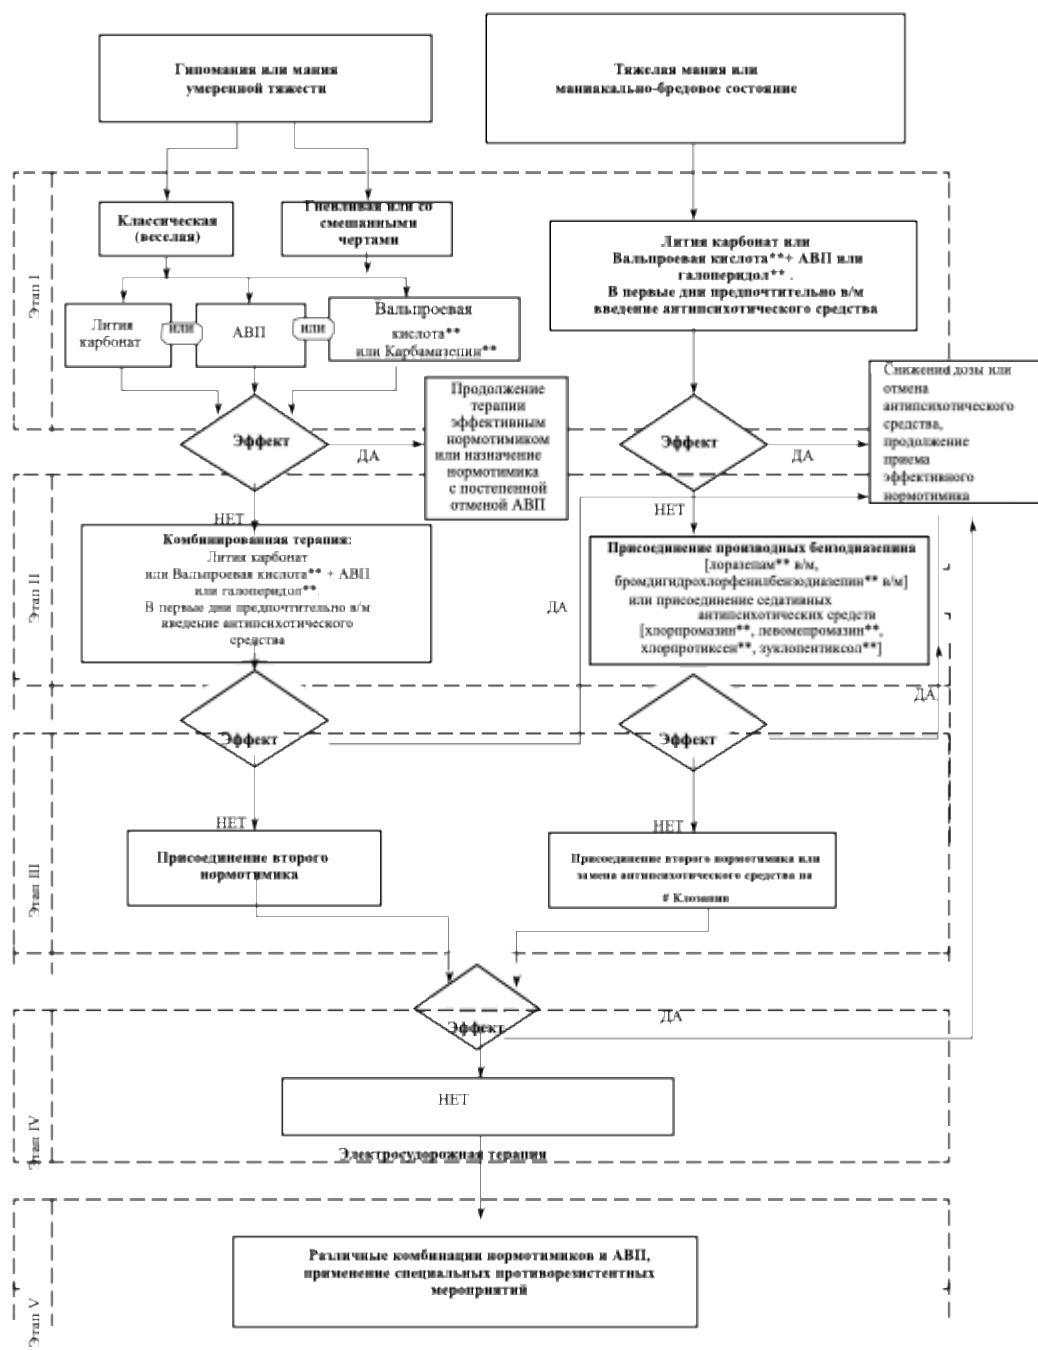 Гипомания или мания
умеренной тяжести
Тяжелая мания или
маниакально-бредовое состояние
Этап I
Классическая
(веселая)
Гневливая или со
смешанными
чертами
Лития карбонат или
Вальпроевая кислота**+ АВП или
галоперидол** .
В первые дни предпочтительно в/м
введение антипсихотического средства
Лития
карбонат
или
АВП
или
Вальпроевая
кислота**
или Карбамазепин**
Эффект
ДА
Продолжение
терапии
эффективным
нормотимиком
или назначение
нормотимика
с постепенной
отменой АВП
Эффект
ДА
Снижение дозы или
отмена
антипсихотического
средства,
продолжение
приема
эффективного
нормотимика
НЕТ
НЕТ
Этап II
Комбинированная терапия:
Лития карбонат
или Вальпроевая кислота** + АВП
или галоперидол**.
В первые дни предпочтительно в/м
введение антипсихотического
средства
ДА
Присоединение производных бензодиазепина
[лоразепам** в/м,
бромдигидрохлорфенилбензодиазепин** в/м]
или присоединение седативных
антипсихотических средств
[хлорпромазин**, левомепромазин**,
хлорпротиксен**, зуклопентиксол**]
ДА
Эффект
Эффект
НЕТ
НЕТ
Этап III
Присоединение второго
нормотимика
Присоединение второго нормотимика или
замена антипсихотического средства на
# Клозапин
Эффект
ДА
Этап IV
НЕТ
Электросудорожная терапия
Этап V
Различные комбинации нормотимиков и АВП,
применение специальных противорезистентных
мероприятий